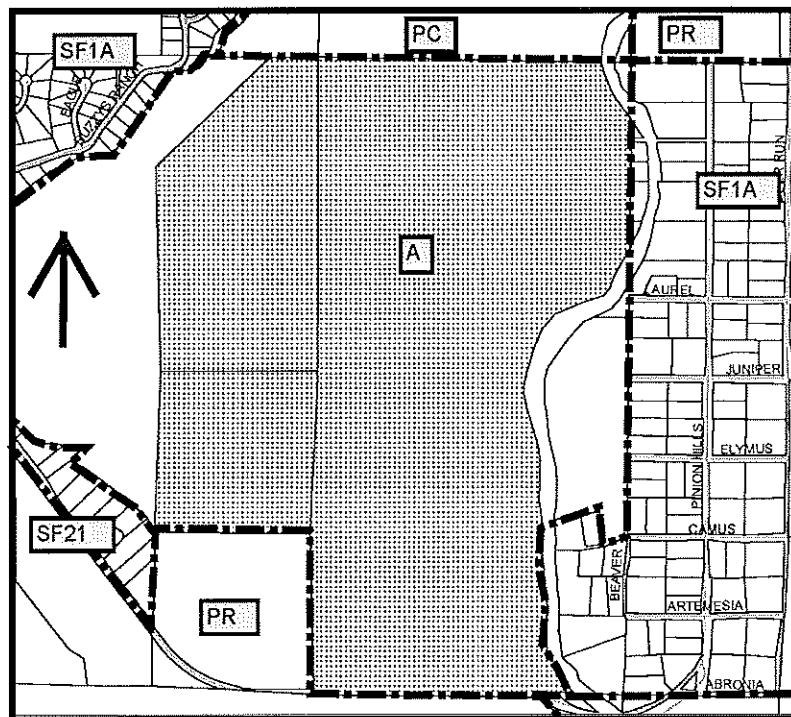 PC
PR
SF1A
SF1A
A
AUREL
JUNIPER
ELYMUS
PINION HILLS
CAMUS
SF21
BEAVER
PR
ARTEMESIA
ABRONIA